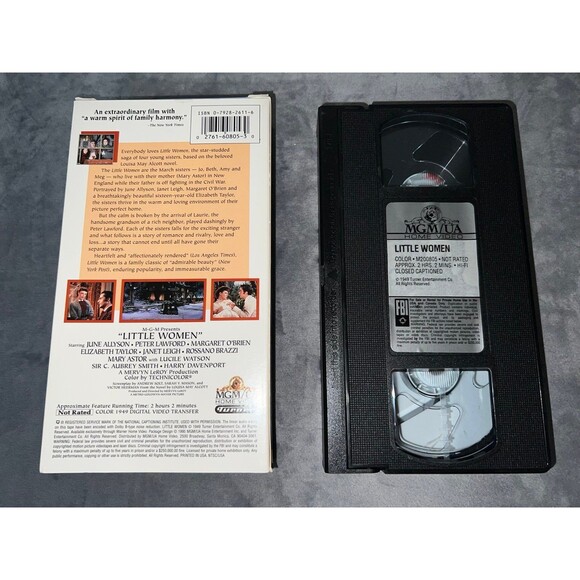 An extraordinary film with
"a warm spirit of family harmony."
-The New York Times
ISBN 0-7928-2611-6
0 27616-0805-3 0
Everybody loves Little Women, the star-studded
saga of four young sisters, based on the beloved
Louisa May Alcott novel.
The Little Women are the March sisters — Jo, Beth, Amy and
Meg — who live with their mother (Mary Astor) in New
England while their father is off fighting in the Civil War.
Portrayed by June Allyson, Janet Leigh, Margaret O'Brien and
a breathtakingly beautiful sixteen-year-old Elizabeth Taylor,
the sisters thrive in the warm and loving environment of their
picture perfect home.
But the calm is broken by the arrival of Laurie, the
handsome grandson of a rich neighbor, played dashingly by
Peter Lawford. Each of the sisters falls for the exciting stranger
and what follows is a story of romance and rivalry, love and
loss...a story that cannot end until all have gone their
separate ways.
Heartfelt and "affectionately rendered" (Los Angeles Times),
Little Women is a family classic of "admirable beauty" (New
York Post), enduring popularity, and immeasurable grace.
M-G-M Presents
"LITTLE WOMEN"
Starring JUNE ALLYSON • PETER LAWFORD • MARGARET O'BRIEN
ELIZABETH TAYLOR • JANET LEIGH • ROSSANO BRAZZI
MARY ASTOR with LUCILE WATSON
SIR C. AUBREY SMITH • HARRY DAVENPORT
A MERVYN LeROY Production
Color by TECHNICOLOR®
Approximate Feature Running Time: 2 hours 2 minutes
Not Rated COLOR 1949 DIGITAL VIDEO TRANSFER
MGM/UA
HOME VIDEO
TURNER
MGM/UA
HOME VIDEO
LITTLE WOMEN
COLOR • M200805 • NOT RATED
APPROX. 2 HRS. 2 MINS. • HI-FI
CLOSED CAPTIONED
© 1949 Turner Entertainment Co.
All Rights Reserved.
FBI